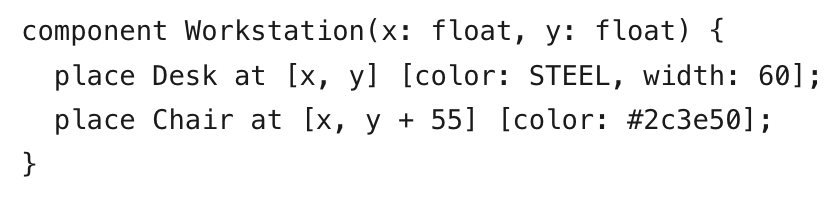 component Workstation(x: float, y: float) {
  place Desk at [x, y] [color: STEEL, width: 60];
  place Chair at [x, y + 55] [color: #2c3e50];
}